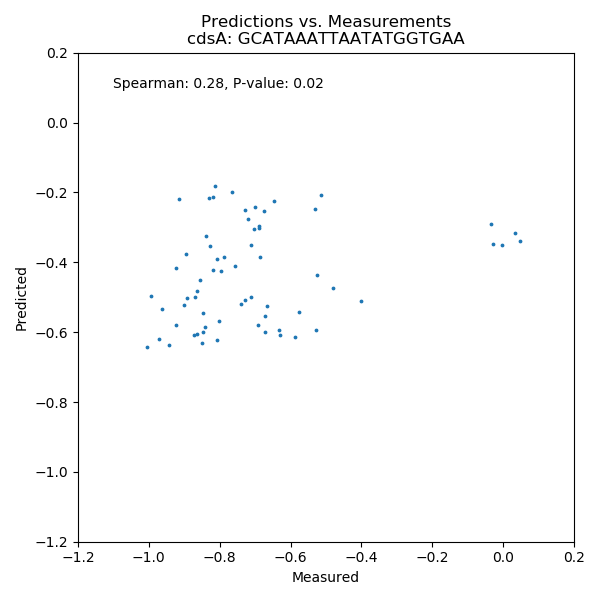 Predictions vs. Measurements
cdsA: GCATAAATTAATATGGTGAA
Spearman: 0.28, P-value: 0.02
Predicted
0.2
0.0
−0.2
−0.4
−0.6
−0.8
−1.0
−1.2
−1.2 −1.0 −0.8 −0.6 −0.4 −0.2 0.0 0.2
Measured